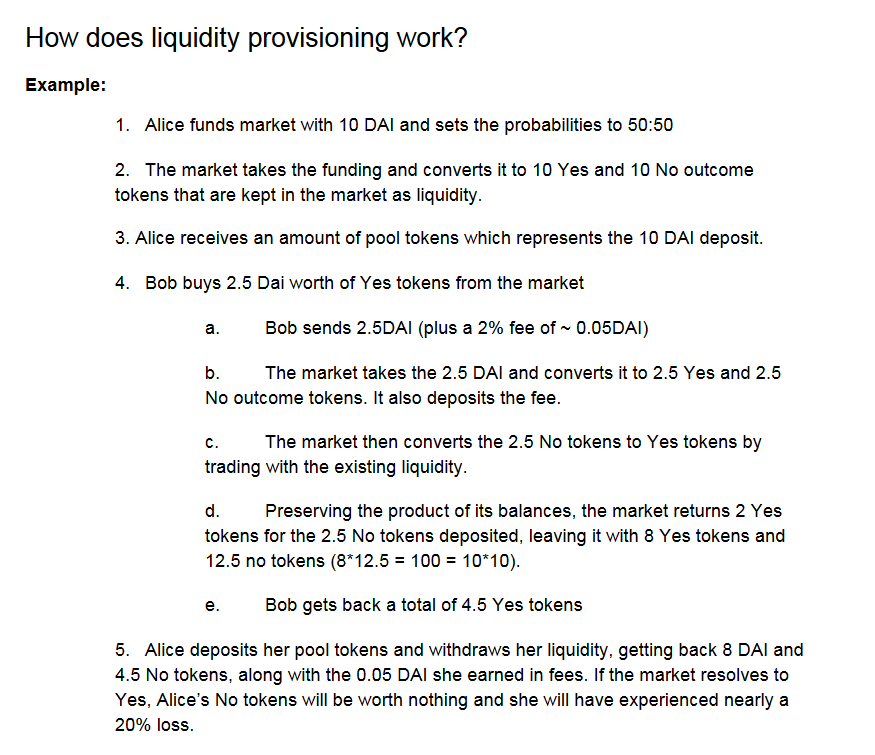 How does liquidity provisioning work?
Example:
1. Alice funds market with 10 DAI and sets the probabilities to 50:50
2. The market takes the funding and converts it to 10 Yes and 10 No outcome
tokens that are kept in the market as liquidity.
3. Alice receives an amount of pool tokens which represents the 10 DAI deposit.
4. Bob buys 2.5 Dai worth of Yes tokens from the market
a. Bob sends 2.5DAI (plus a 2% fee of ~ 0.05DAI)
b. The market takes the 2.5 DAI and converts it to 2.5 Yes and 2.5
No outcome tokens. It also deposits the fee.
c. The market then converts the 2.5 No tokens to Yes tokens by
trading with the existing liquidity.
d. Preserving the product of its balances, the market returns 2 Yes
tokens for the 2.5 No tokens deposited, leaving it with 8 Yes tokens and
12.5 no tokens (8*12.5 = 100 = 10*10).
e. Bob gets back a total of 4.5 Yes tokens
5. Alice deposits her pool tokens and withdraws her liquidity, getting back 8 DAI and
4.5 No tokens, along with the 0.05 DAI she earned in fees. If the market resolves to
Yes, Alice's No tokens will be worth nothing and she will have experienced nearly a
20% loss.